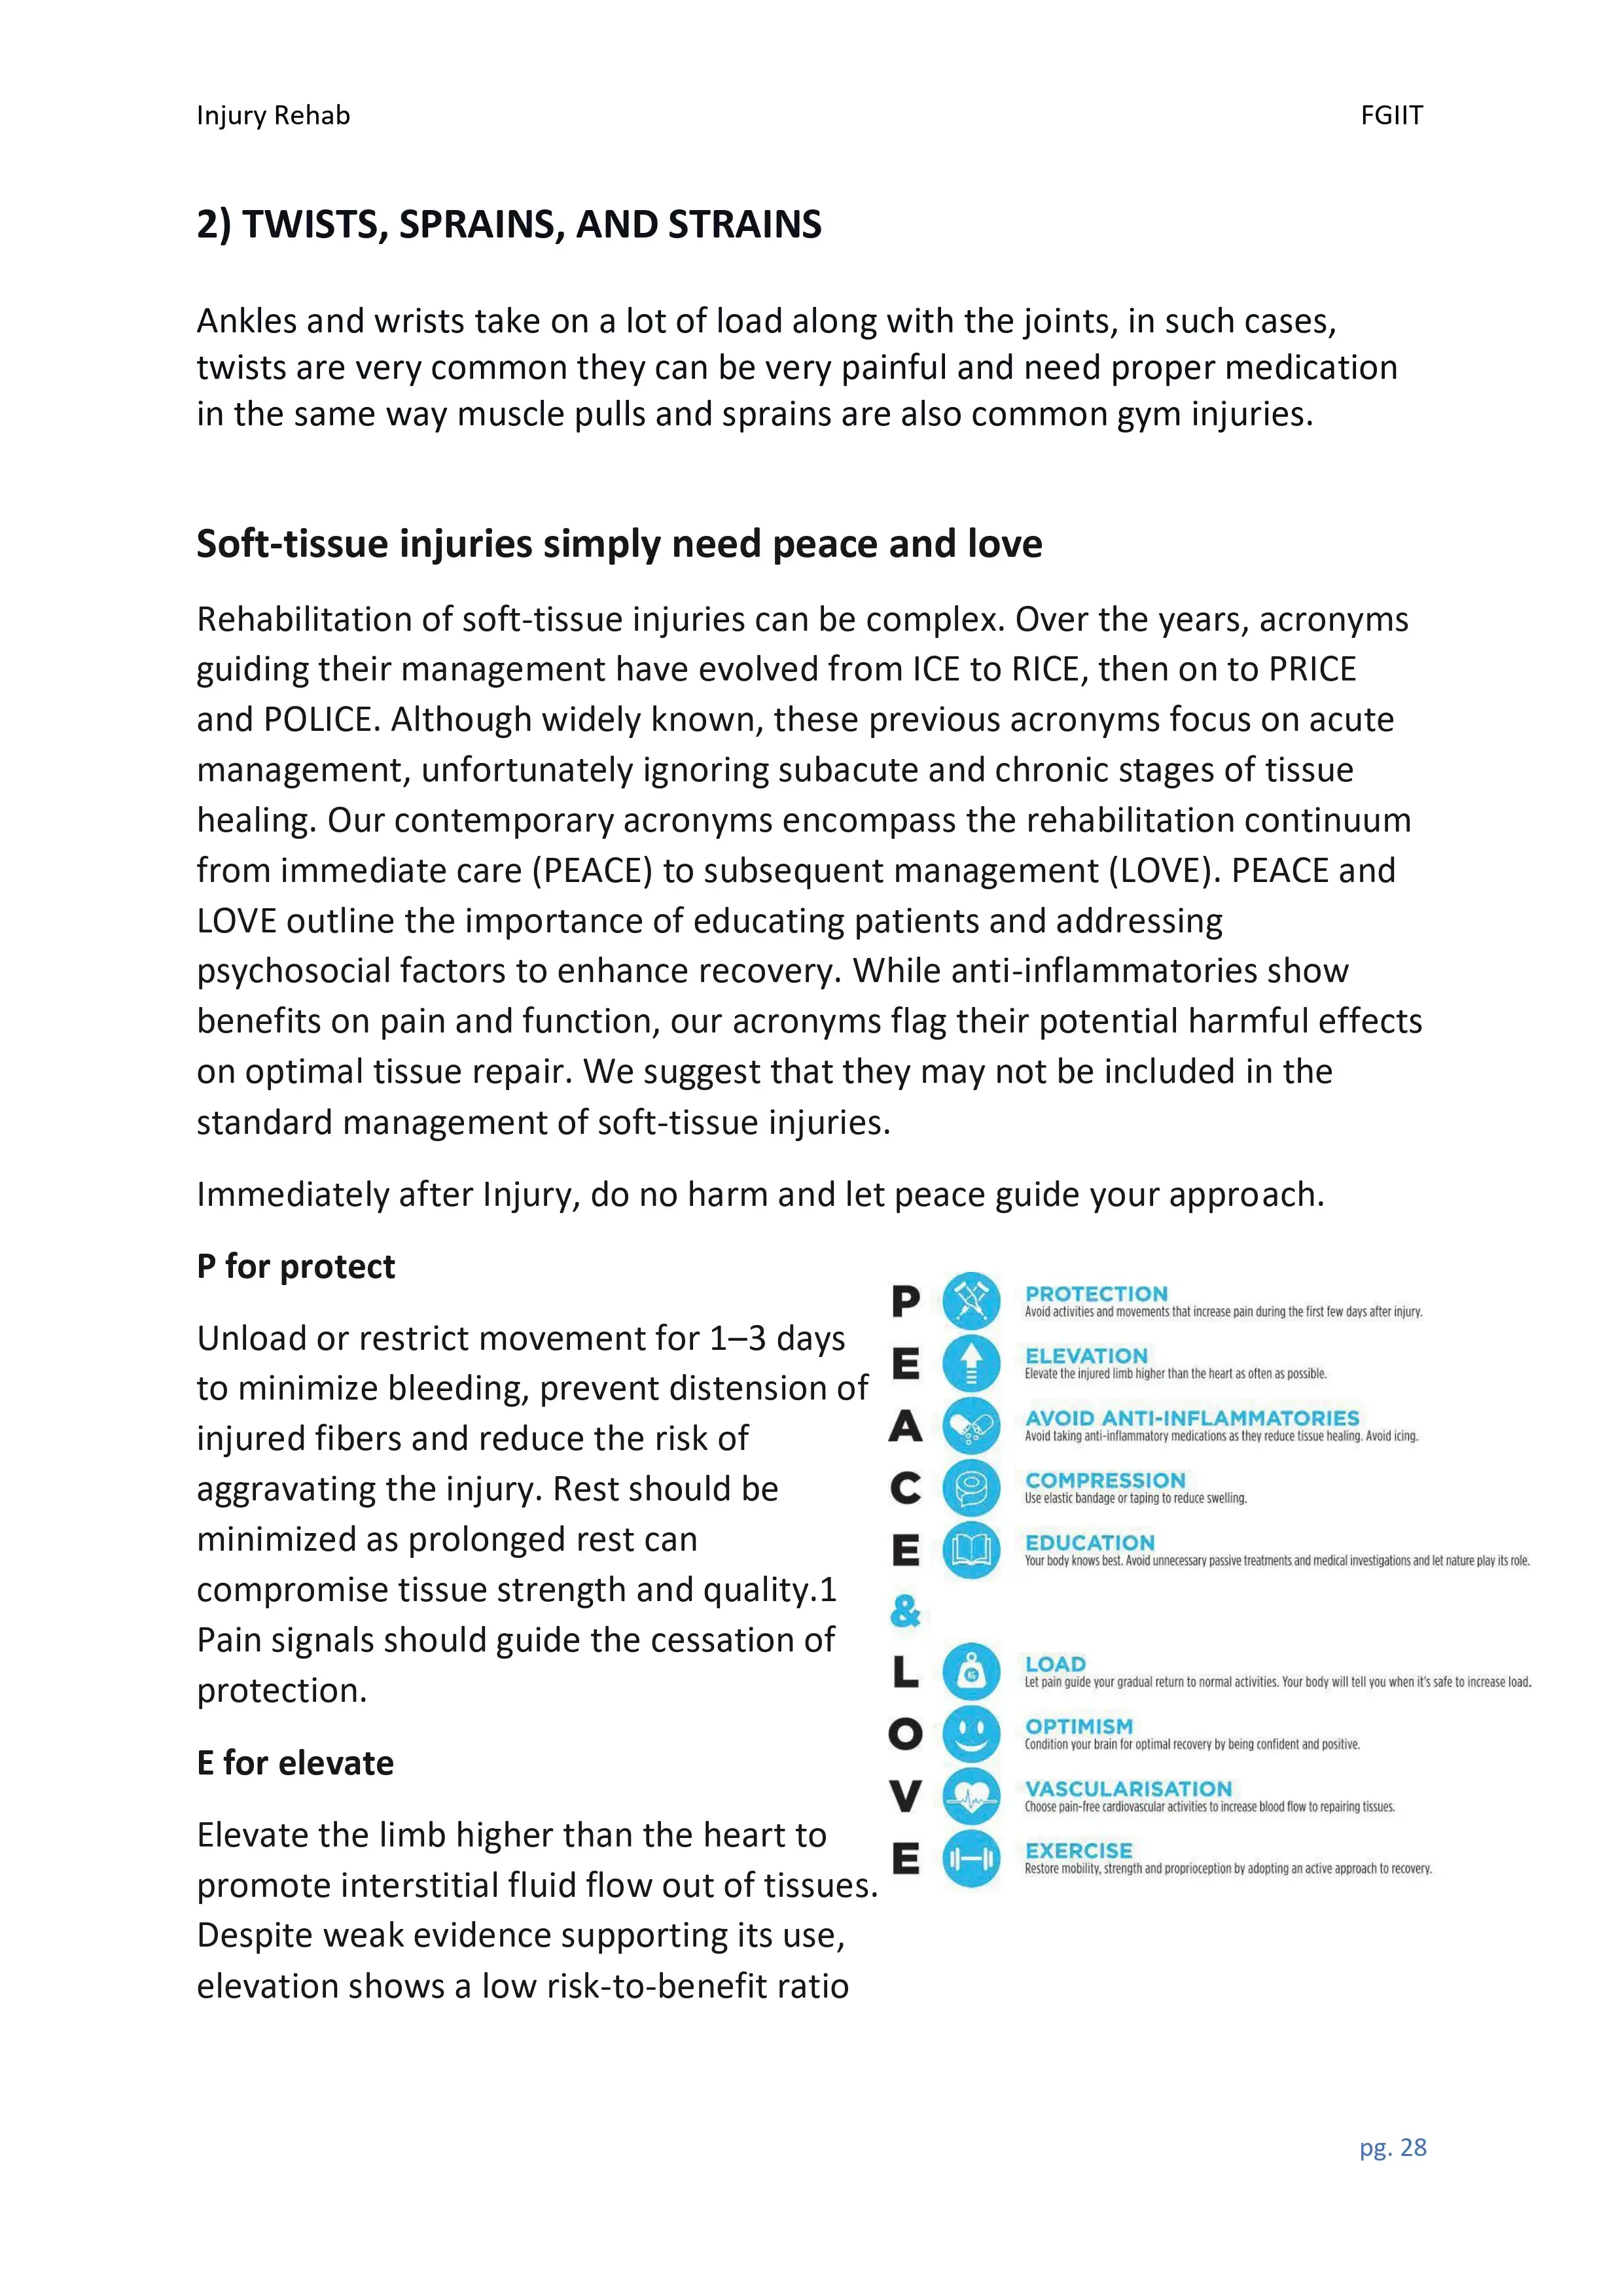 Injury Rehab FGIIT
2) TWISTS, SPRAINS, AND STRAINS
Ankles and wrists take on a lot of load along with the joints, in such cases,
twists are very common they can be very painful and need proper medication
in the same way muscle pulls and sprains are also common gym injuries.
Soft-tissue injuries simply need peace and love
Rehabilitation of soft-tissue injuries can be complex. Over the years, acronyms
guiding their management have evolved from ICE to RICE, then on to PRICE
and POLICE. Although widely known, these previous acronyms focus on acute
management, unfortunately ignoring subacute and chronic stages of tissue
healing. Our contemporary acronyms encompass the rehabilitation continuum
from immediate care (PEACE) to subsequent management (LOVE). PEACE and
LOVE outline the importance of educating patients and addressing
psychosocial factors to enhance recovery. While anti-inflammatories show
benefits on pain and function, our acronyms flag their potential harmful effects
on optimal tissue repair. We suggest that they may not be included in the
standard management of soft-tissue injuries.
Immediately after Injury, do no harm and let peace guide your approach.
P for protect
Unload or restrict movement for 1–3 days
to minimize bleeding, prevent distension of
injured fibers and reduce the risk of
aggravating the injury. Rest should be
minimized as prolonged rest can
compromise tissue strength and quality.1
Pain signals should guide the cessation of
protection.
E for elevate
Elevate the limb higher than the heart to
promote interstitial fluid flow out of tissues.
Despite weak evidence supporting its use,
elevation shows a low risk-to-benefit ratio
P PROTECTION
Avoid activities and movements that increase pain during the first few days after injury.
E ELEVATION
Elevate the injured limb higher than the heart as often as possible.
A AVOID ANTI-INFLAMMATORIES
Avoid taking anti-inflammatory medications as they reduce tissue healing. Avoid icing.
C COMPRESSION
Use elastic bandage or taping to reduce swelling.
E EDUCATION
Your body knows best. Avoid unnecessary passive treatments and medical investigations and let nature play its role.
&
L KG LOAD
Let pain guide your gradual return to normal activities. Your body will tell you when it's safe to increase load.
O OPTIMISM
Condition your brain for optimal recovery by being confident and positive.
V VASCULARISATION
Choose pain-free cardiovascular activities to increase blood flow to repairing tissues.
E EXERCISE
Restore mobility, strength and proprioception by adopting an active approach to recovery.
pg. 28